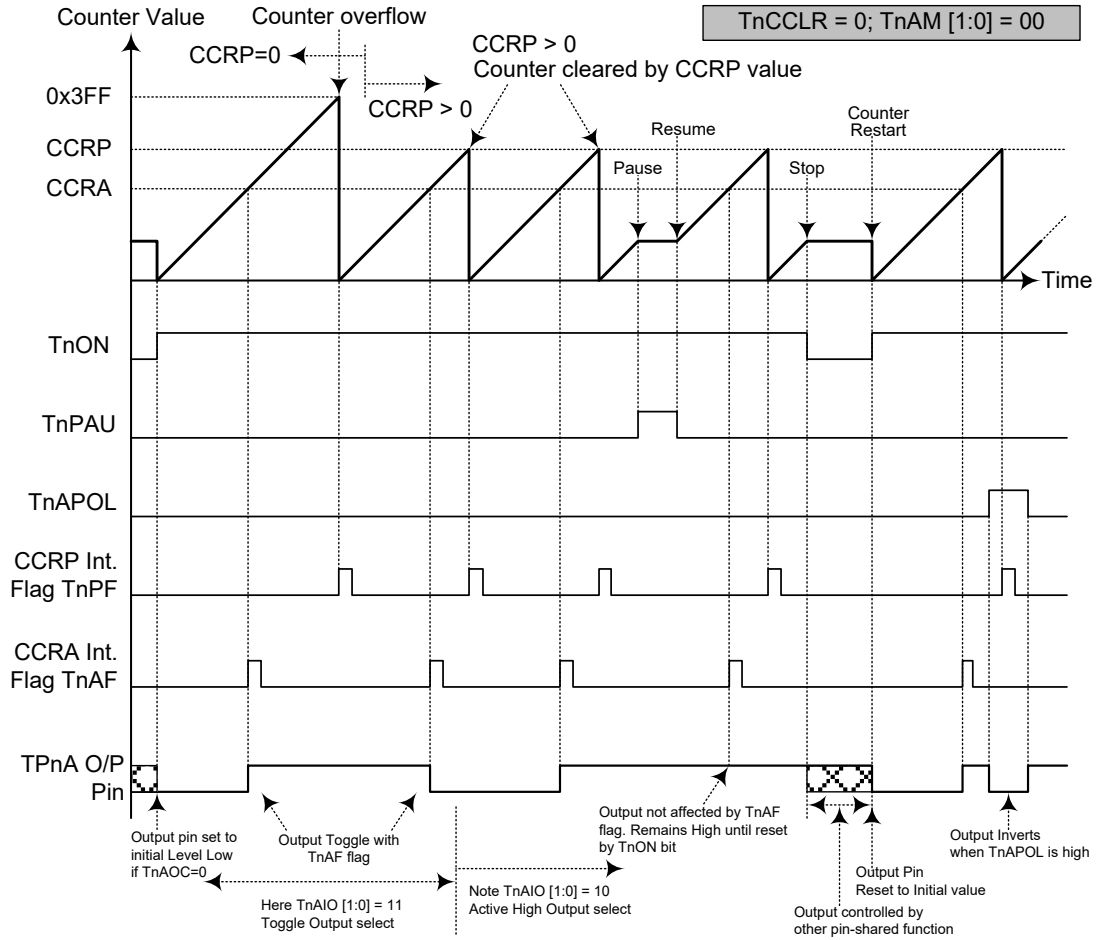 Counter Value
Counter overflow
TnCCLR = 0; TnAM [1:0] = 00
CCRP=0
CCRP > 0
CCRP > 0
Counter cleared by CCRP value
0x3FF
CCRP
CCRA
Pause
Resume
Stop
Counter
Restart
Time
TnON
TnPAU
TnAPOL
CCRP Int.
Flag TnPF
CCRA Int.
Flag TnAF
TPnA O/P
Pin
Output pin set to
initial Level Low
if TnAOC=0
Output Toggle with
TnAF flag
Here TnAIO [1:0] = 11
Toggle Output select
Note TnAIO [1:0] = 10
Active High Output select
Output not affected by TnAF
flag. Remains High until reset
by TnON bit
Output controlled by
other pin-shared function
Output Pin
Reset to Initial value
Output Inverts
when TnAPOL is high